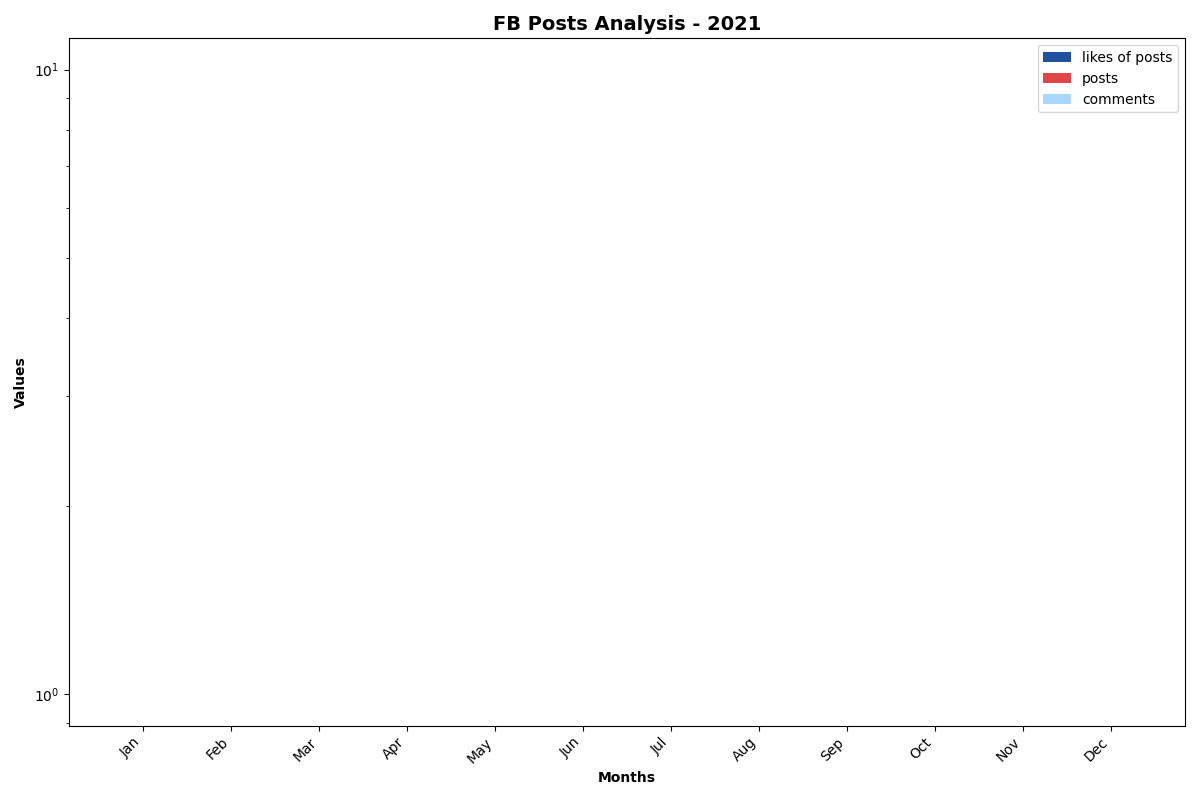 FB Posts Analysis - 2021
likes of posts
posts
comments
10¹
10⁰
Values
Jan
Feb
Mar
Apr
May
Jun
Jul
Aug
Sep
Oct
Nov
Dec
Months